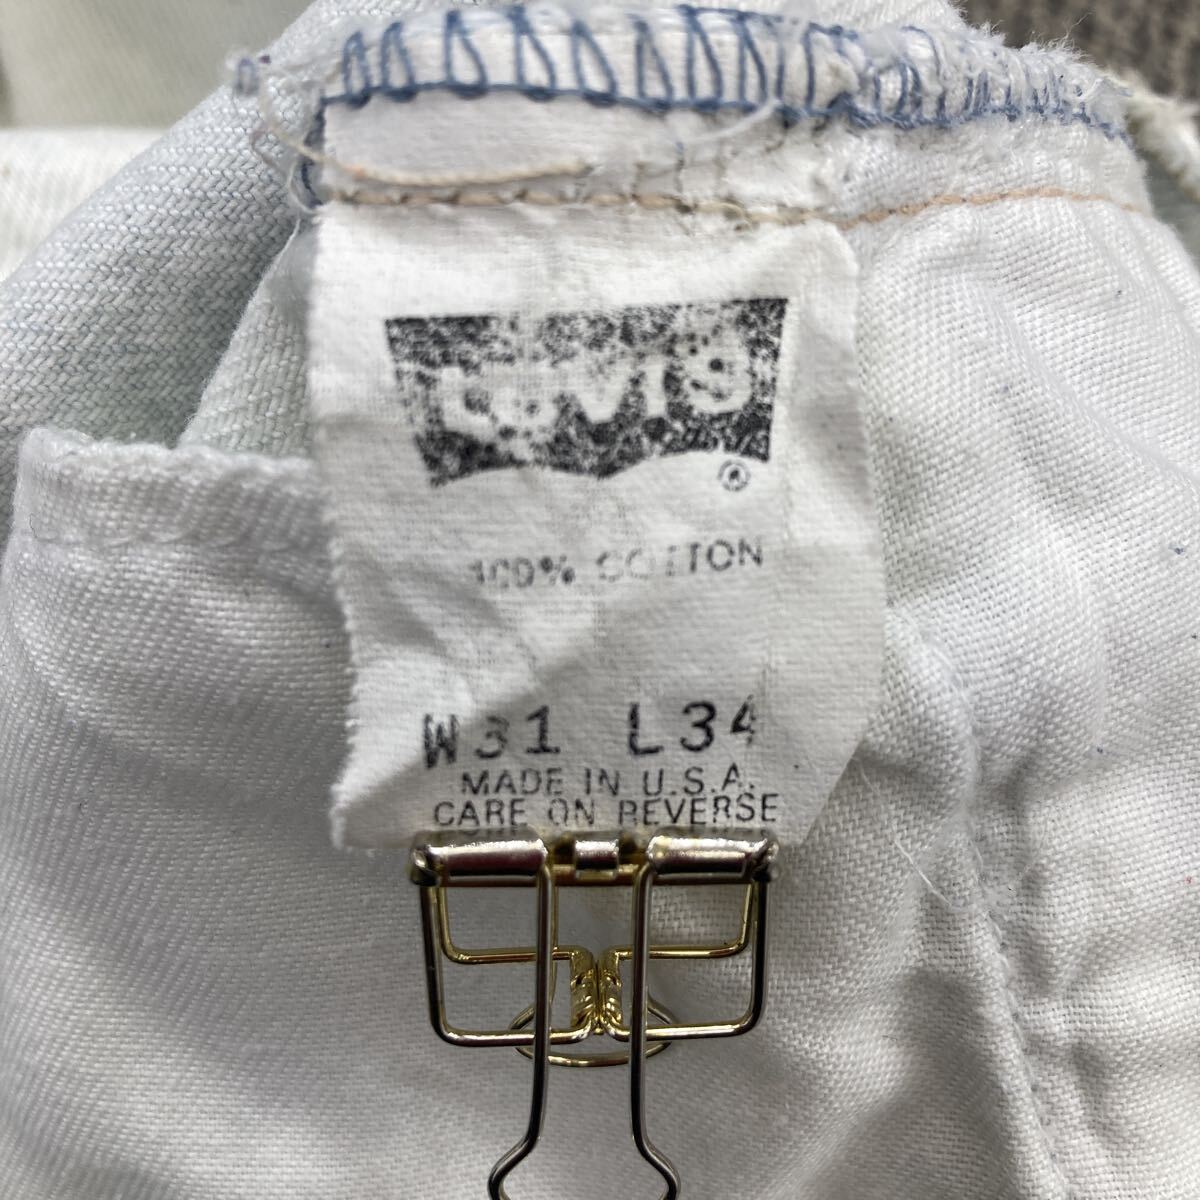 Levi's
®
100% COTTON
W31 L34
MADE IN U.S.A.
CARE ON REVERSE